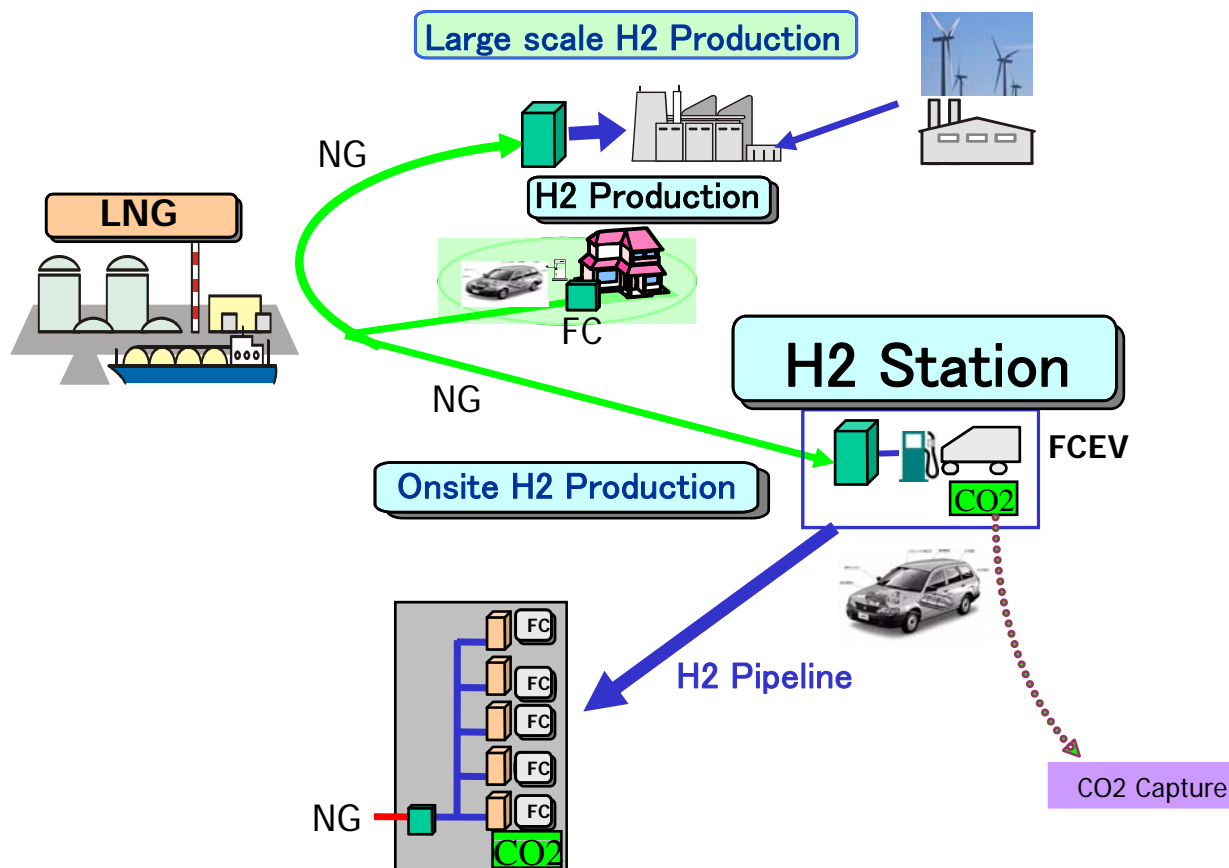 Large scale H2 Production
NG
LNG
H2 Production
FC
H2 Station
NG
FCEV
Onsite H2 Production
CO2
FC
H2 Pipeline
FC
FC
FC
CO2 Capture
NG
FC
CO2